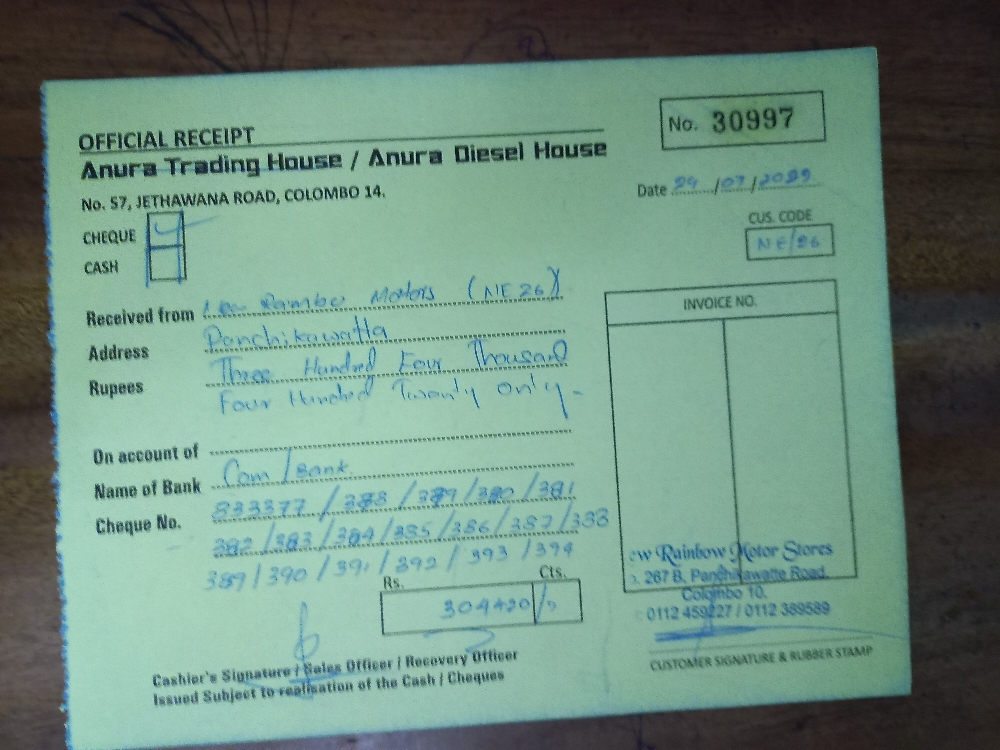 OFFICIAL RECEIPT
Anura Trading House / Anura Diesel House
No. 57, JETHAWANA ROAD, COLOMBO 14.
No. 30997
Date /07/
CUS. CODE
NE/26
CHEQUE
CASH
Received from Motors (NE 26)
Address Panchikawatta
Rupees Three Hundred Four Thousand
Four Hundred Twenty only -
INVOICE NO.
On account of
Name of Bank Com/Bank
Cheque No. 833377 / 378 / 379 / 380 / 381
382 / 383 / 384 / 385 / 386 / 387 / 388
389 / 390 / 391 / 392 / 393 / 394
Rs. Cts.
304420/
ew Rainbow Motor Stores
267 B, Panchikawatte Road,
Colombo 10.
0112 459227 / 0112 389589
Cashier's Signature / Sales Officer / Recovery Officer
Issued Subject to realisation of the Cash / Cheques
CUSTOMER SIGNATURE & RUBBER STAMP